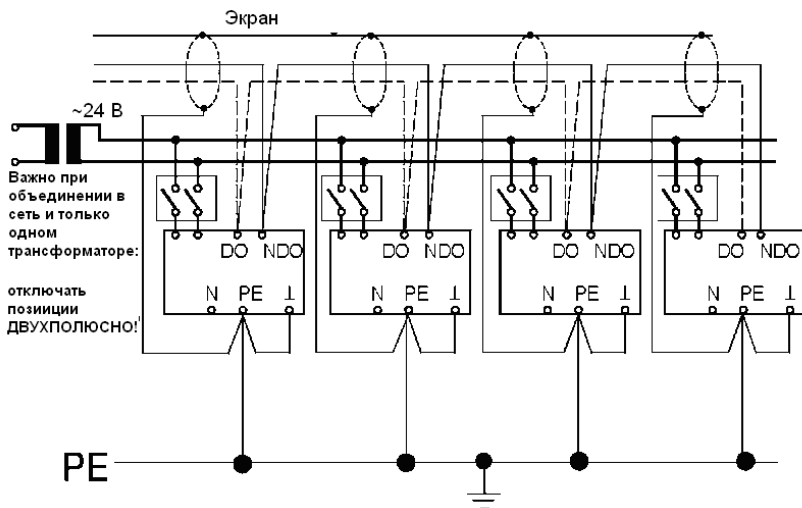 Экран
~24 В
Важно при
объединении в
сеть и только
одном
трансформаторе:
отключать
позиции
ДВУХПОЛЮСНО!
DO NDO
N PE ⊥
DO NDO
N PE ⊥
DO NDO
N PE ⊥
DO NDO
N PE ⊥
PE